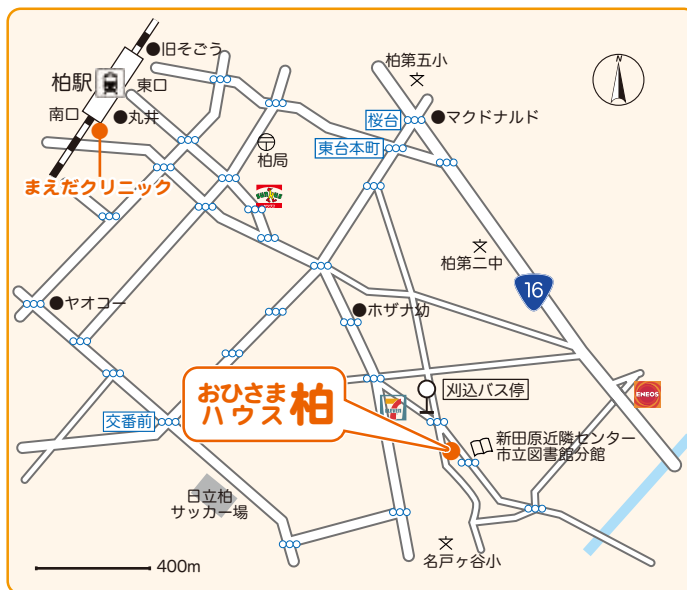 旧そごう
柏駅
東口
南口
丸井
まえだクリニック
柏局
柏第五小
桜台
マクドナルド
東台本町
柏第二中
16
ヤオコー
ホザナ幼
おひさま
ハウス 柏
刈込バス停
ENEOS
交番前
7
新田原近隣センター
市立図書館分館
日立柏
サッカー場
名戸ヶ谷小
400m